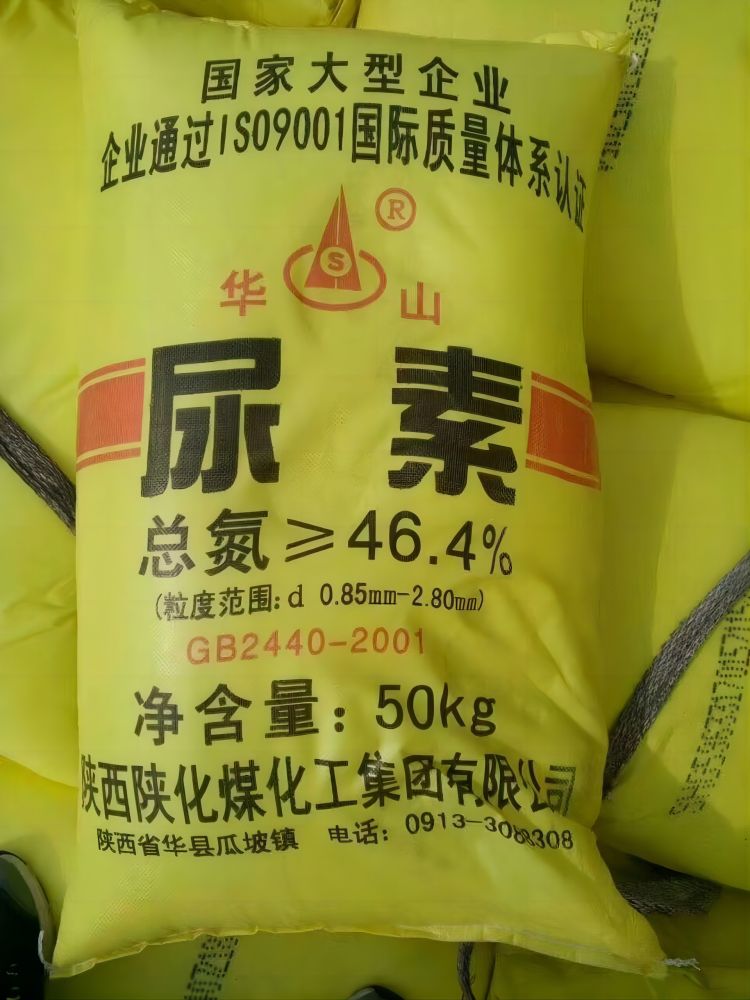 国家大型企业
企业通过ISO9001国际质量体系认证
®
S
华山
尿素
总氮≥46.4%
(粒度范围:d 0.85mm-2.80mm)
GB2440-2001
净含量:50kg
陕西陕化煤化工集团有限公司
陕西省华县瓜坡镇 电话:0913-3088308